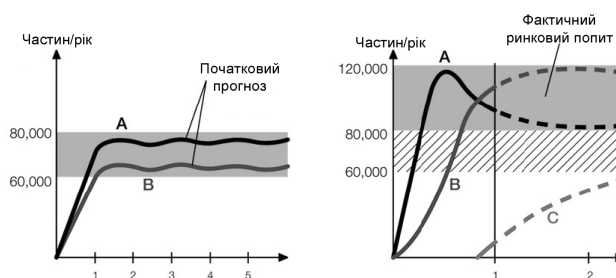 Частин/рік
Початковий
прогноз
A
80,000
60,000
B
1 2 3 4 5
Фактичний
ринковий попит
Частин/рік
A
120,000
80,000
60,000
B
C
1 2